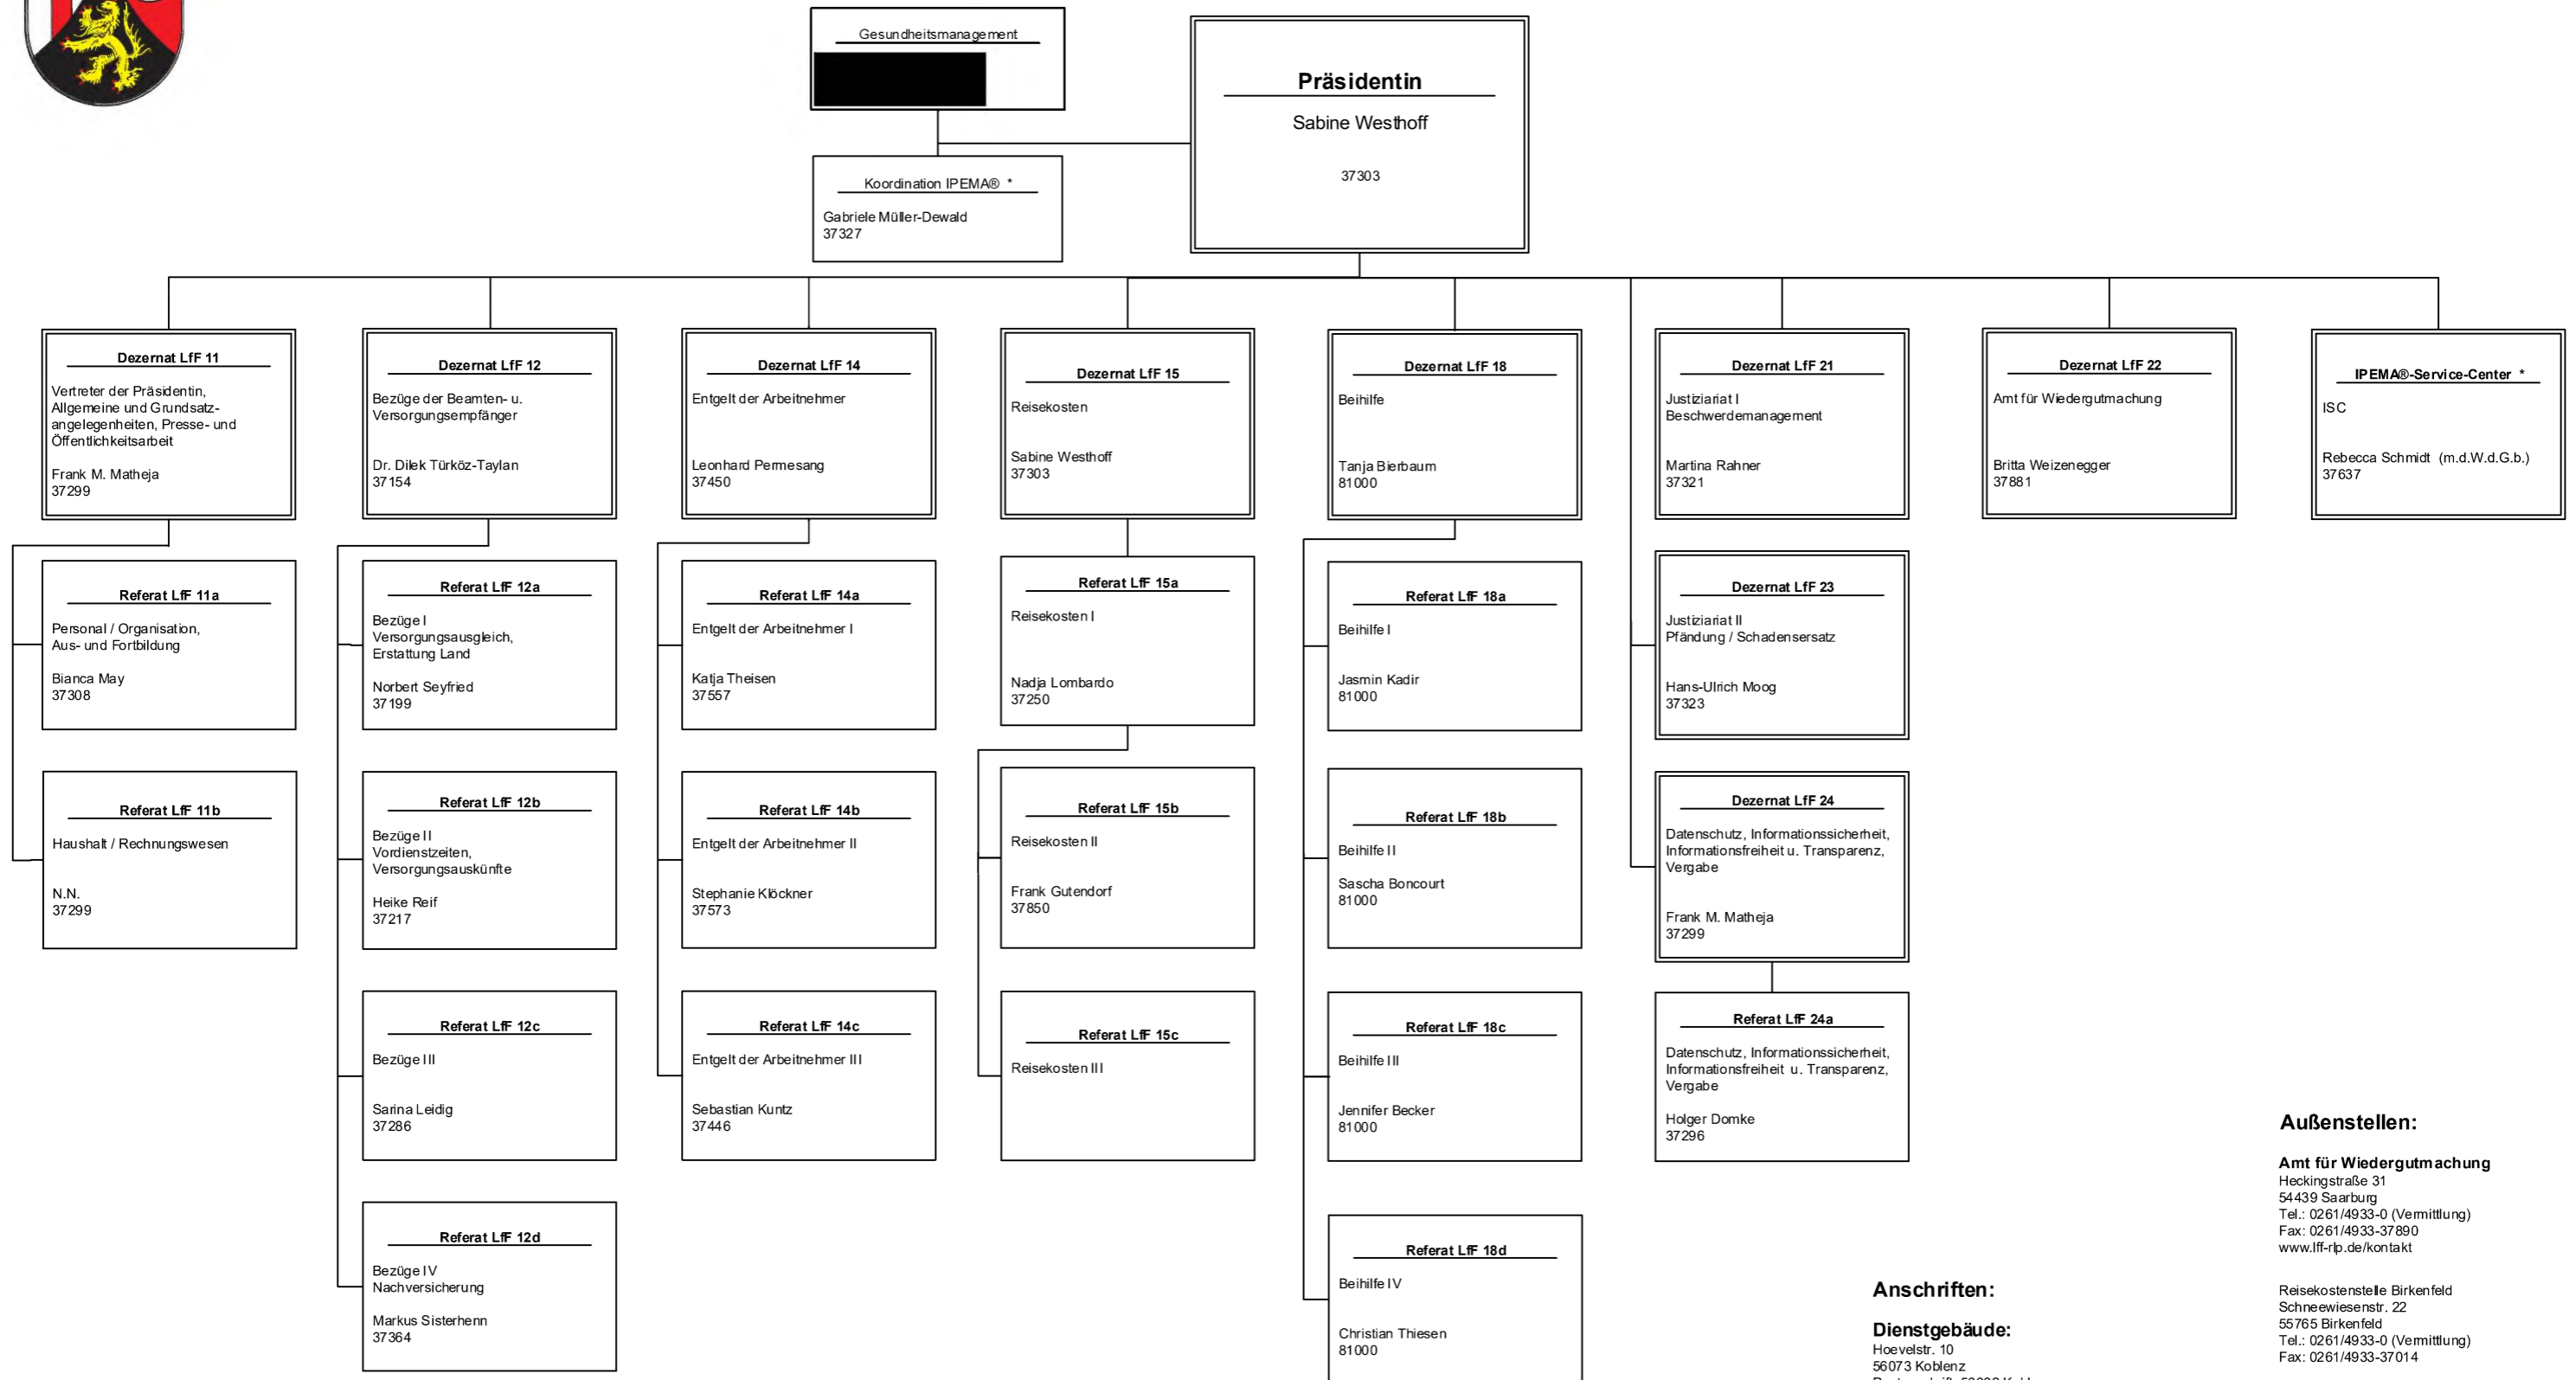 Gesundheitsmanagement
Präsidentin
Sabine Westhoff
37303
Koordination IPEMA® *
Gabriele Müller-Dewald
37327
Dezernat LfF 11
Vertreter der Präsidentin,
Allgemeine und Grundsatz-
angelegenheiten, Presse- und
Öffentlichkeitsarbeit
Frank M. Matheja
37299
Dezernat LfF 12
Bezüge der Beamten- u.
Versorgungsempfänger
Dr. Dilek Türköz-Taylan
37154
Dezernat LfF 14
Entgelt der Arbeitnehmer
Leonhard Permesang
37450
Dezernat LfF 15
Reisekosten
Sabine Westhoff
37303
Dezernat LfF 18
Beihilfe
Tanja Bierbaum
81000
Dezernat LfF 21
Justiziariat I
Beschwerdemanagement
Martina Rahner
37321
Dezernat LfF 22
Amt für Wiedergutmachung
Britta Weizenegger
37881
IPEMA®-Service-Center *
ISC
Rebecca Schmidt (m.d.W.d.G.b.)
37637
Referat LfF 11a
Personal / Organisation,
Aus- und Fortbildung
Bianca May
37308
Referat LfF 12a
Bezüge I
Versorgungsausgleich,
Erstattung Land
Norbert Seyfried
37199
Referat LfF 14a
Entgelt der Arbeitnehmer I
Katja Theisen
37557
Referat LfF 15a
Reisekosten I
Nadja Lombardo
37250
Referat LfF 18a
Beihilfe I
Jasmin Kadir
81000
Dezernat LfF 23
Justiziariat II
Pfändung / Schadensersatz
Hans-Ulrich Moog
37323
Referat LfF 11b
Haushalt / Rechnungswesen
N.N.
37299
Referat LfF 12b
Bezüge II
Vordienstzeiten,
Versorgungsauskünfte
Heike Reif
37217
Referat LfF 14b
Entgelt der Arbeitnehmer II
Stephanie Klöckner
37573
Referat LfF 15b
Reisekosten II
Frank Gutendorf
37850
Referat LfF 18b
Beihilfe II
Sascha Boncourt
81000
Dezernat LfF 24
Datenschutz, Informationssicherheit,
Informationsfreiheit u. Transparenz,
Vergabe
Frank M. Matheja
37299
Referat LfF 12c
Bezüge III
Sarina Leidig
37286
Referat LfF 14c
Entgelt der Arbeitnehmer III
Sebastian Kuntz
37446
Referat LfF 15c
Reisekosten III
Referat LfF 18c
Beihilfe III
Jennifer Becker
81000
Referat LfF 24a
Datenschutz, Informationssicherheit,
Informationsfreiheit u. Transparenz,
Vergabe
Holger Domke
37296
Referat LfF 12d
Bezüge IV
Nachversicherung
Markus Sisterhenn
37364
Referat LfF 18d
Beihilfe IV
Christian Thiesen
81000
Anschriften:
Dienstgebäude:
Hoevelstr. 10
56073 Koblenz
Außenstellen:
Amt für Wiedergutmachung
Heckingstraße 31
54439 Saarburg
Tel.: 0261/4933-0 (Vermittlung)
Fax: 0261/4933-37890
www.lff-rlp.de/kontakt
Reisekostenstelle Birkenfeld
Schneewiesenstr. 22
55765 Birkenfeld
Tel.: 0261/4933-0 (Vermittlung)
Fax: 0261/4933-37014